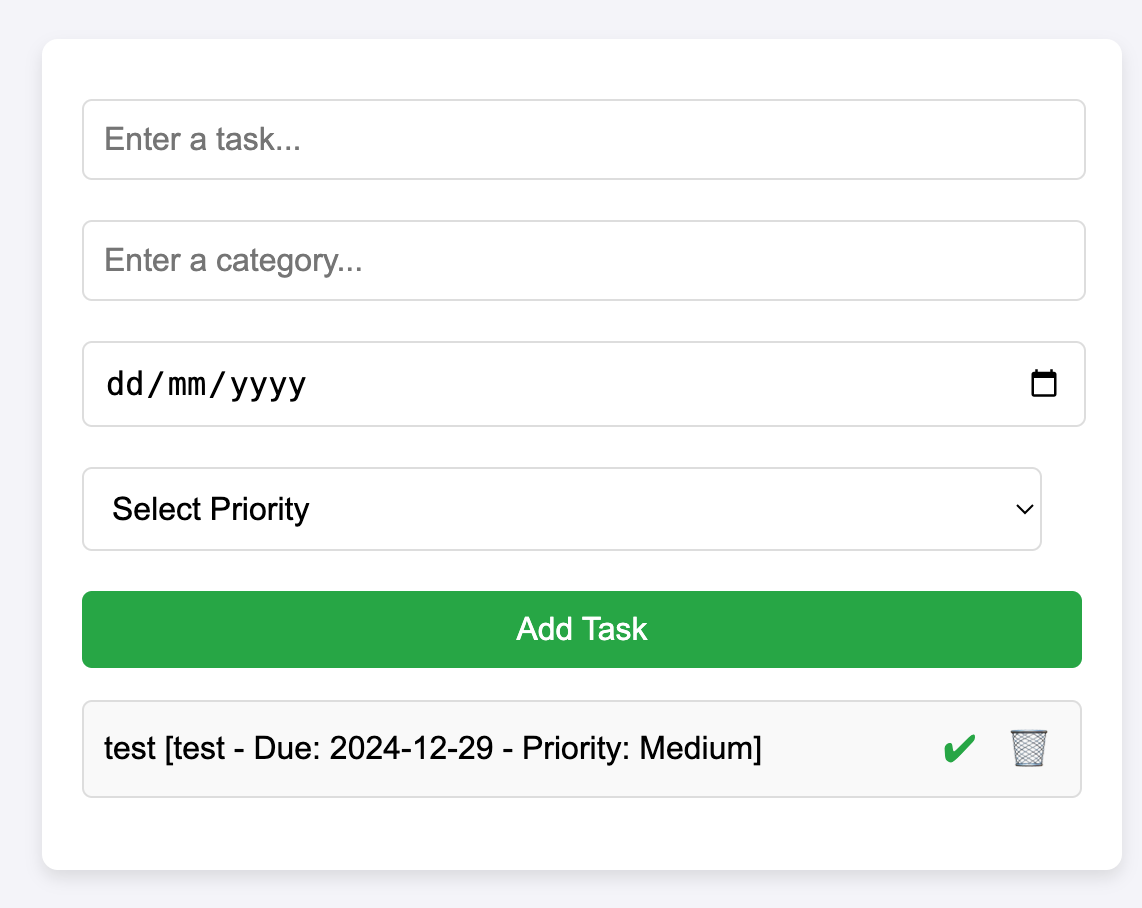 Enter a task...
Enter a category...
dd/mm/yyyy
Select Priority
Add Task
test [test - Due: 2024-12-29 - Priority: Medium]